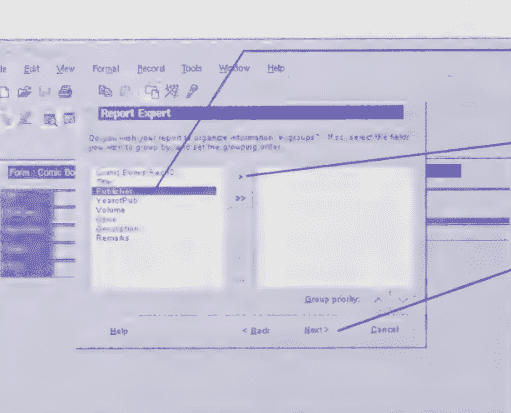 le Edit View Format Record Tools Window Help
Report Expert
Do you wish your report to organize information in groups? If so, select the fields
you want to group by, and set the grouping order.
Form : Comic Bo
Publisher
YearofPub
Volume
Remarks
>
>>
Group priority:
Help < Back Next > Cancel